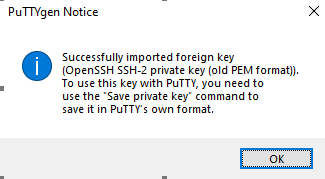 PuTTYgen Notice
Successfully imported foreign key
(OpenSSH SSH-2 private key (old PEM format)).
To use this key with PuTTY, you need to
use the "Save private key" command to
save it in PuTTY's own format.
OK